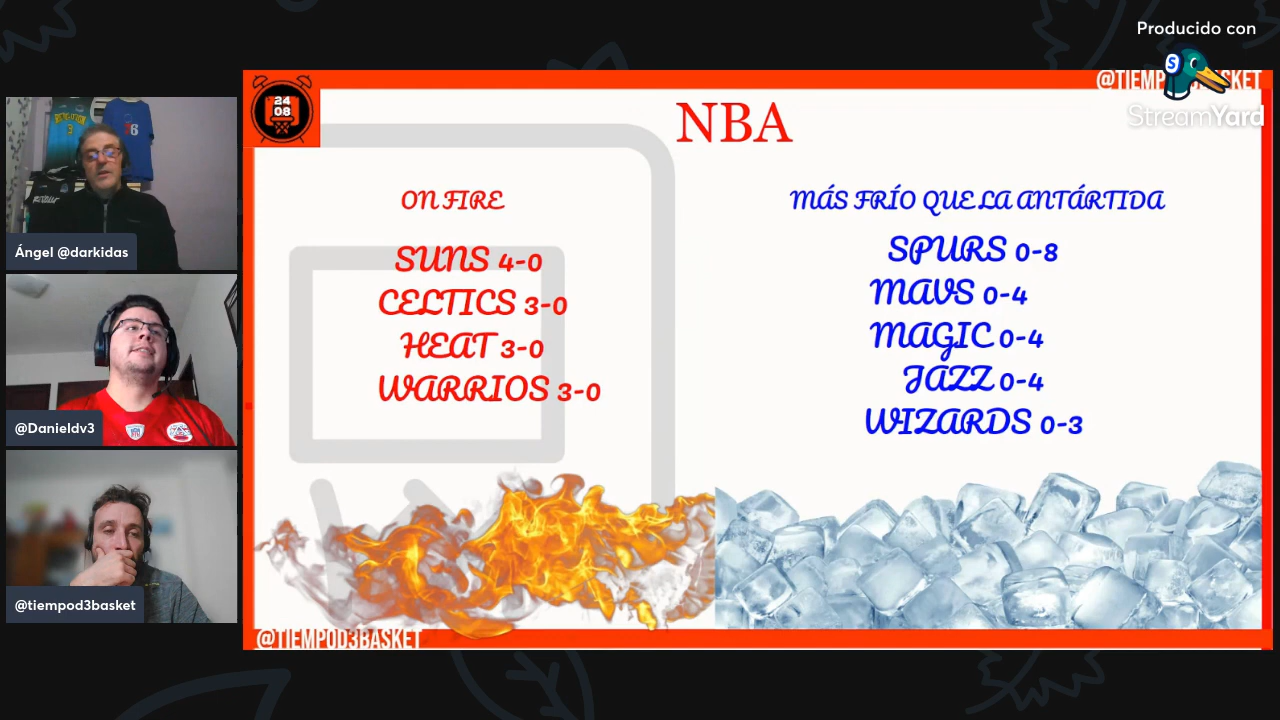 Producido con
StreamYard
@TIEMPOD3BASKET
24
08
NBA
ON FIRE
SUNS 4-0
CELTICS 3-0
HEAT 3-0
WARRIOS 3-0
MÁS FRÍO QUE LA ANTÁRTIDA
SPURS 0-8
MAVS 0-4
MAGIC 0-4
JAZZ 0-4
WIZARDS 0-3
@TIEMPOD3BASKET
Ángel @darkidas
@Danieldv3
@tiempod3basket